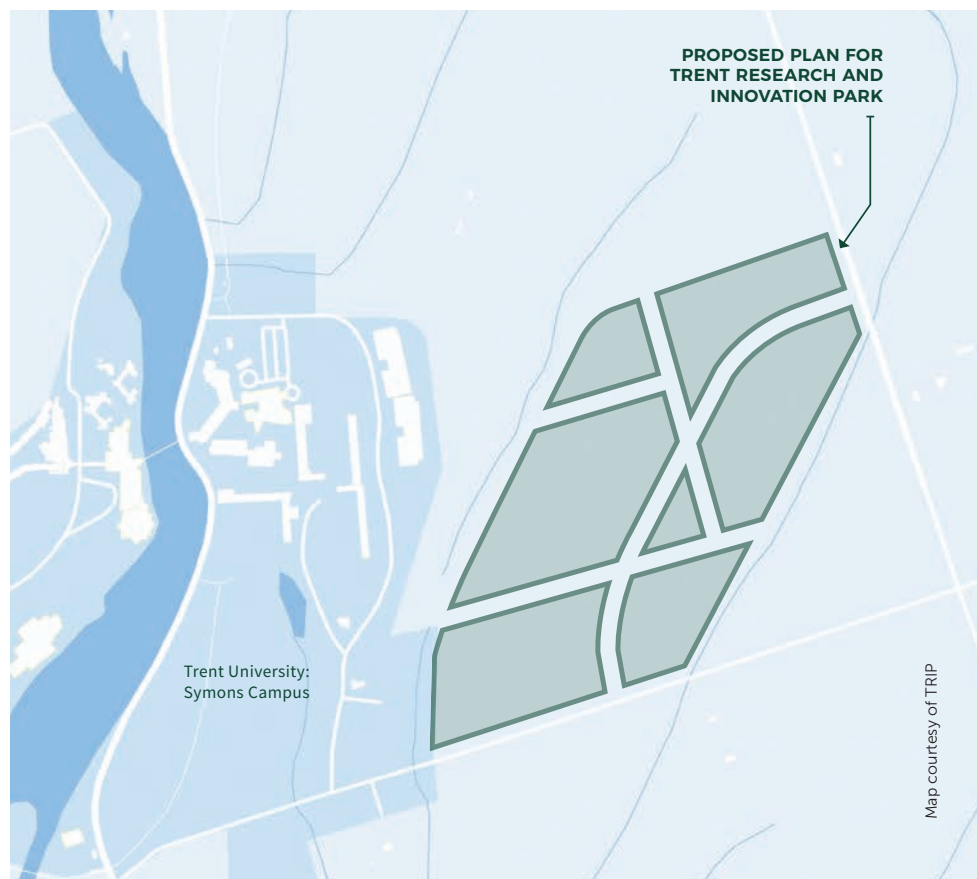 PROPOSED PLAN FOR
TRENT RESEARCH AND
INNOVATION PARK
Trent University:
Symons Campus
Map courtesy of TRIP